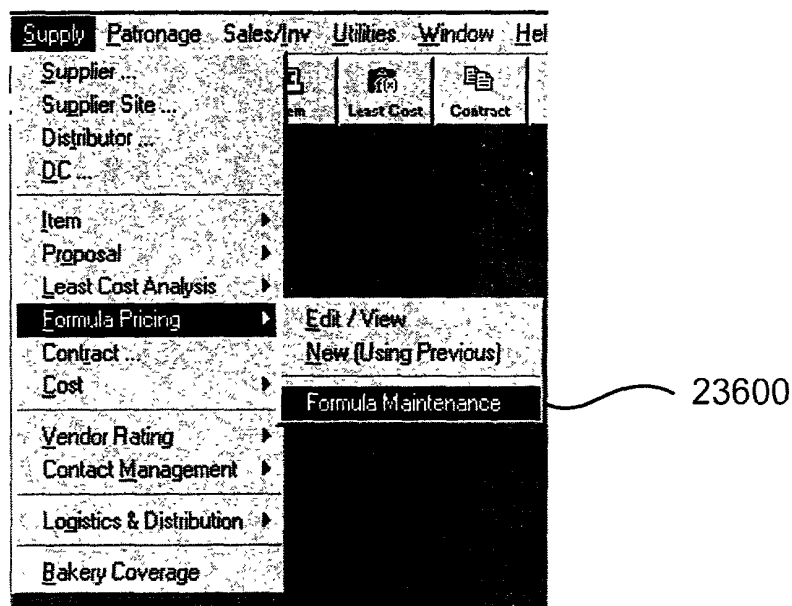 Supply Patronage Sales/Inv Utilities Window Hel
Supplier ...
Supplier Site ...
Distributor ...
DC ...
em Least Cost Contract
Item
Proposal
Least Cost Analysis
Formula Pricing
Edit / View
New (Using Previous)
Formula Maintenance
23600
Contract ...
Cost
Vendor Rating
Contact Management
Logistics & Distribution
Bakery Coverage